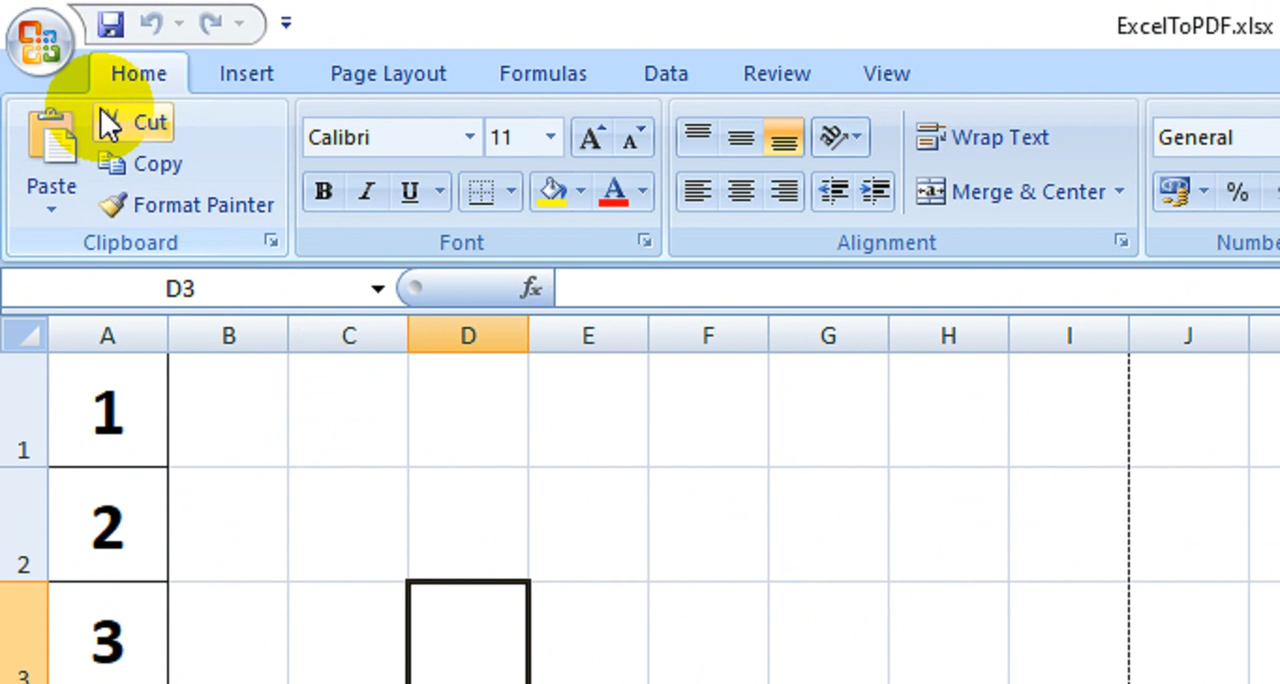 ExcelToPDF.xlsx
Home Insert Page Layout Formulas Data Review View
Cut
Calibri 11 A A Wrap Text General
Copy
Paste
Format Painter B I U A Merge & Center %
Clipboard Font Alignment
D3 fx
A B C D E F G H I J
1
1
2
2
3
3